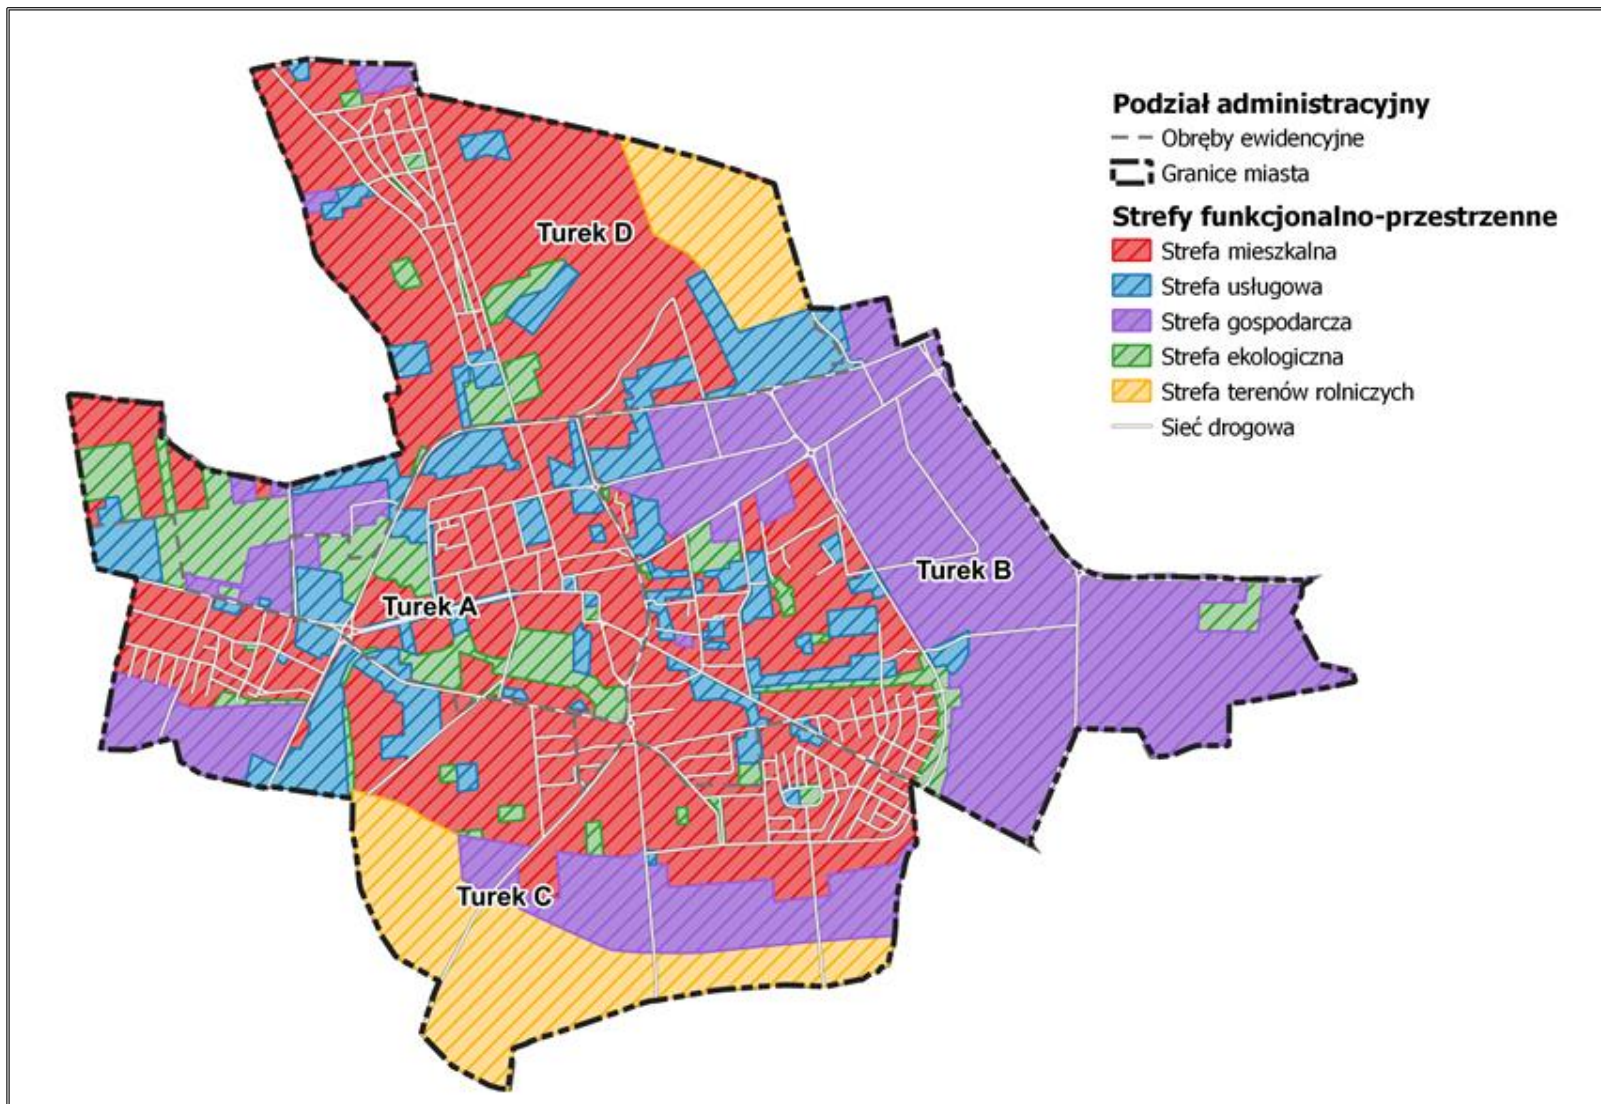 Podział administracyjny
Obręby ewidencyjne
Granice miasta
Strefy funkcjonalno-przestrzenne
Strefa mieszkalna
Strefa usługowa
Strefa gospodarcza
Strefa ekologiczna
Strefa terenów rolniczych
Sieć drogowa
Turek D
Turek B
Turek A
Turek C